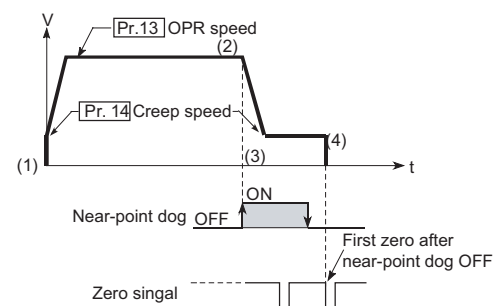 V
Pr.13 OPR speed
(2)
Pr. 14 Creep speed
(1)
(3)
(4)
t
ON
Near-point dog OFF
First zero after
near-point dog OFF
Zero singal